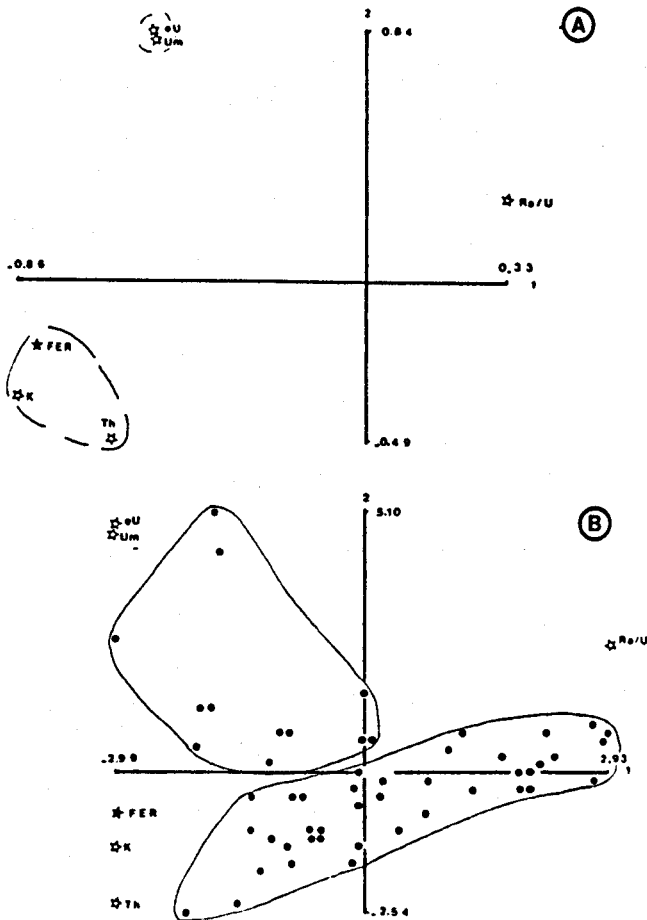 2
eU
Um
0.84
A
Ra/U
-0.86
0.33
1
FER
K
Th
-0.49
2
5.10
B
eU
Um
Ra/U
-2.99
2.93
1
FER
K
Th
-2.54